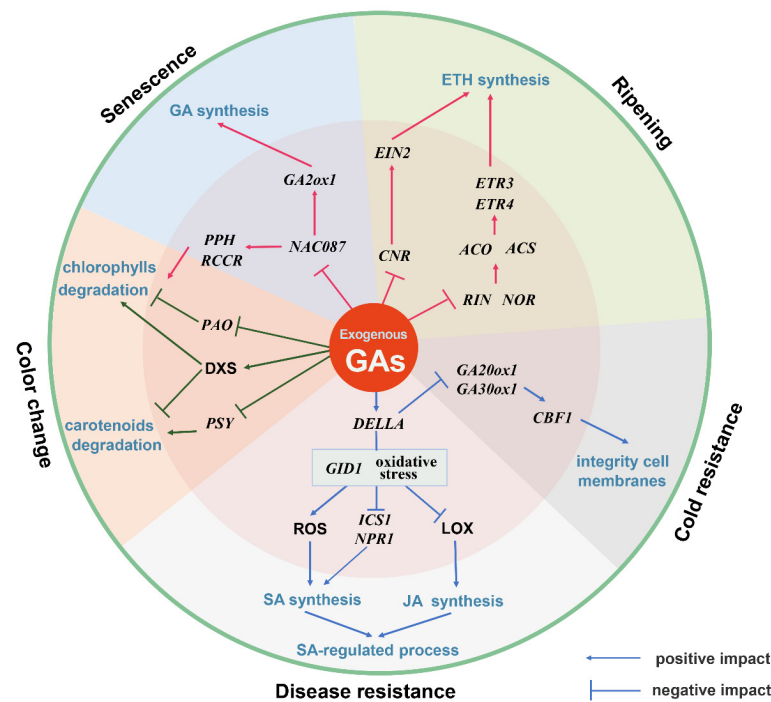 Senescence
GA synthesis
GA2ox1
NAC087
PPH
RCCR
Ripening
ETH synthesis
EIN2
CNR
ETR3
ETR4
ACO ACS
RIN NOR
Color change
chlorophylls
degradation
PAO
DXS
PSY
carotenoids
degradation
Exogenous
GAs
Cold resistance
GA20ox1
GA30ox1
CBF1
integrity cell
membranes
DELLA
GID1 oxidative
stress
ROS
ICS1
NPR1
LOX
SA synthesis
JA synthesis
SA-regulated process
Disease resistance
positive impact
negative impact